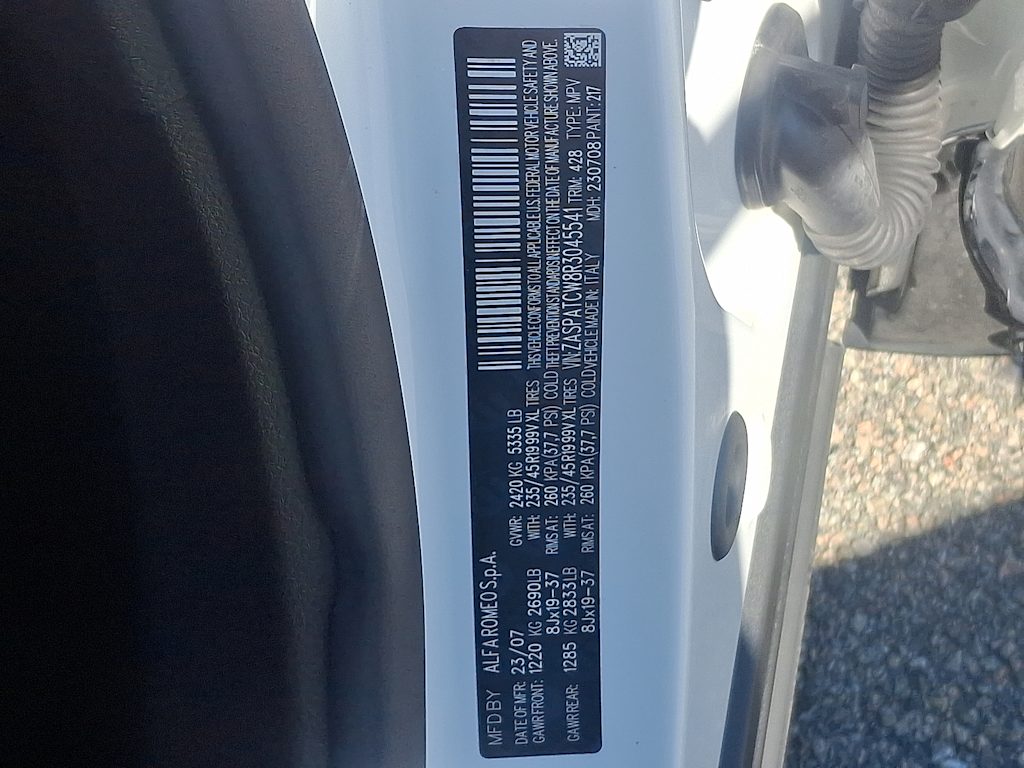 MFD BY ALFA ROMEO S.p.A.
DATE OF MFR: 23/07 GVWR: 2420 KG 5335 LB
GAWR FRONT: 1220 KG 2690LB WITH: 235/45R19 99V XL TIRES
8Jx19-37 RIMS AT: 260 KPA(37,7 PSI) COLD
GAWR REAR: 1285 KG 2833LB WITH: 235/45R19 99V XL TIRES
8Jx19-37 RIMS AT: 260 KPA(37,7 PSI) COLD
THIS VEHICLE CONFORMS TO ALL APPLICABLE U.S. FEDERAL MOTOR VEHICLE SAFETY AND
THEFT PREVENTION STANDARDS IN EFFECT ON THE DATE OF MANUFACTURE SHOWN ABOVE.
VIN: ZASPATCW8R3045541 TRIM: 428 TYPE: MPV
VEHICLE MADE IN: ITALY MDH: 230708 PAINT: 217